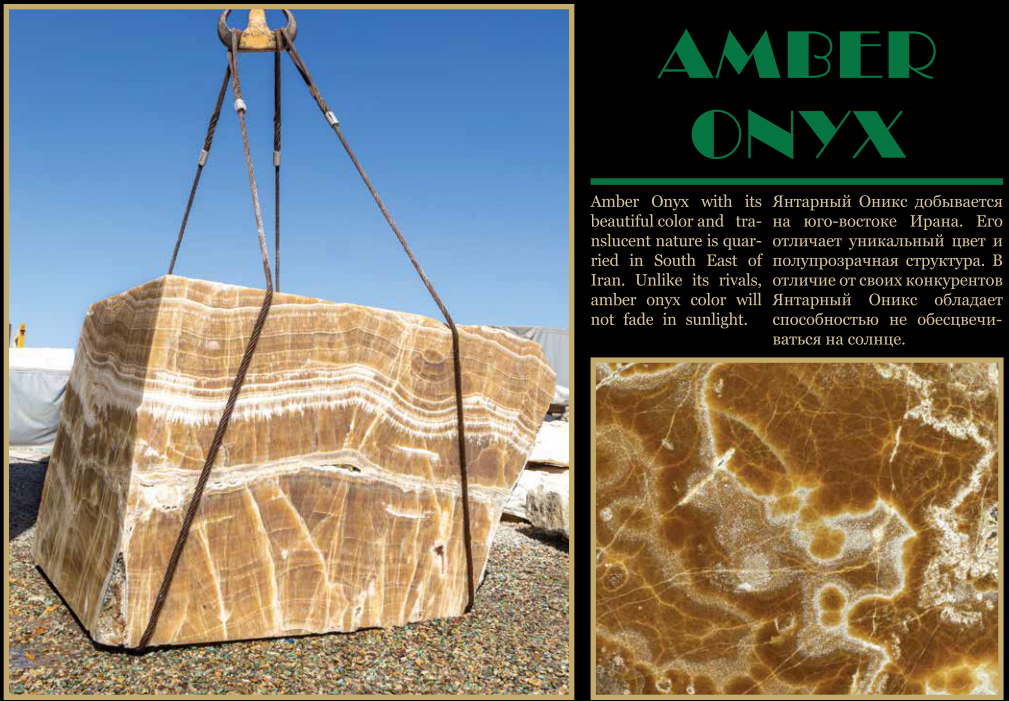 AMBER
ONYX
Amber Onyx with its
beautiful color and tra-
nslucent nature is quar-
ried in South East of
Iran. Unlike its rivals,
amber onyx color will
not fade in sunlight.
Янтарный Оникс добывается
на юго-востоке Ирана. Его
отличает уникальный цвет и
полупрозрачная структура. В
отличие от своих конкурентов
Янтарный Оникс обладает
способностью не обесцвечи-
ваться на солнце.